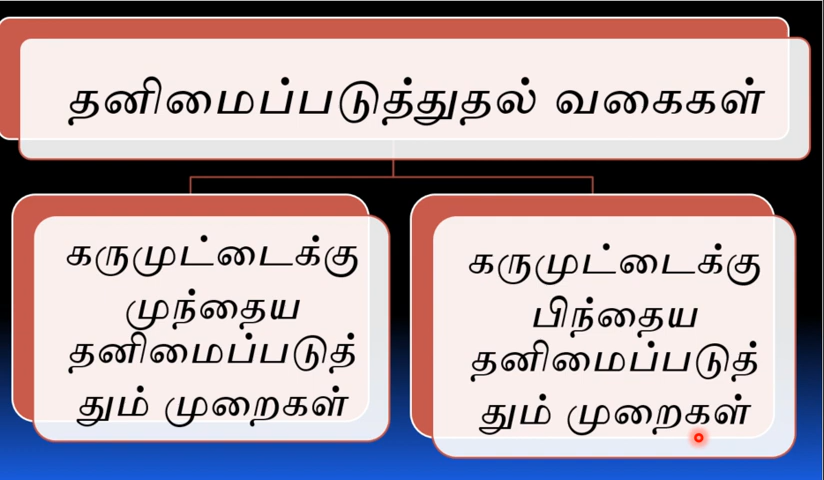 தனிமைப்படுத்துதல் வகைகள்
கருமுட்டைக்கு
முந்தைய
தனிமைப்படுத்
தும் முறைகள்
கருமுட்டைக்கு
பிந்தைய
தனிமைப்படுத்
தும் முறைகள்